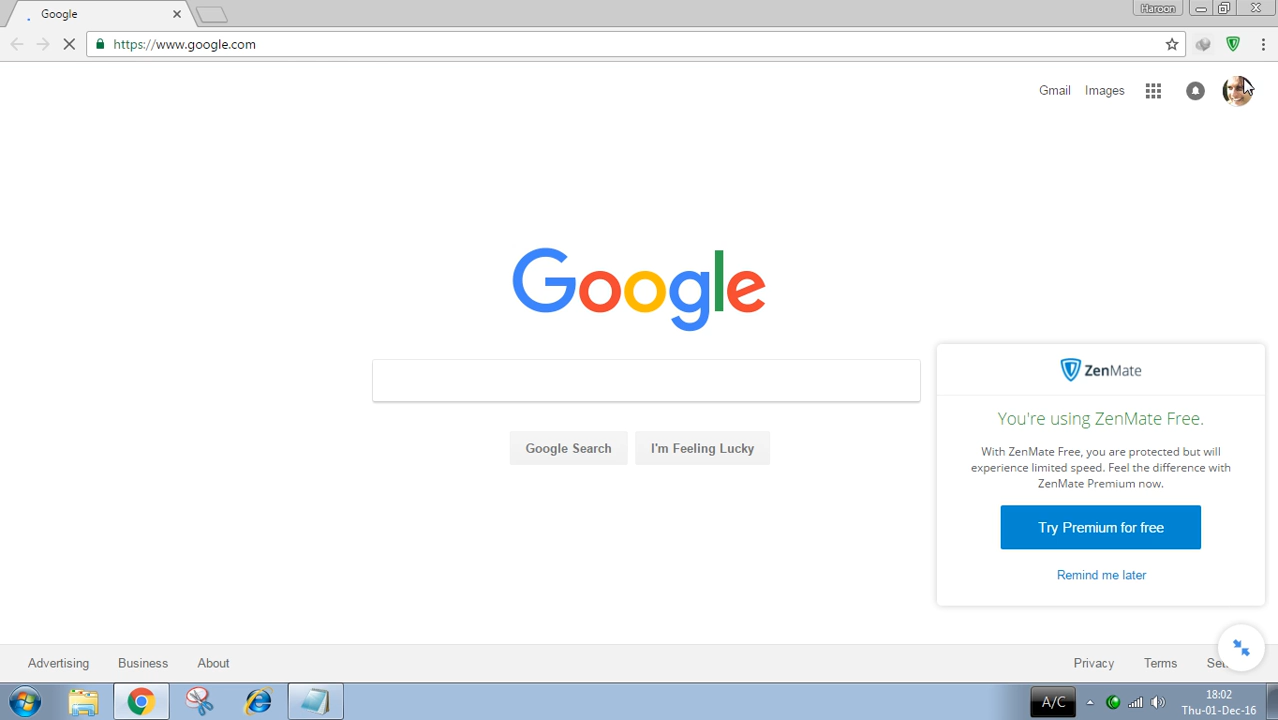 Google
Haroon
https://www.google.com
Gmail
Images
Google
ZenMate
You're using ZenMate Free.
With ZenMate Free, you are protected but will
experience limited speed. Feel the difference with
ZenMate Premium now.
Try Premium for free
Remind me later
Google Search
I'm Feeling Lucky
Advertising
Business
About
Privacy
Terms
A/C
18:02
Thu-01-Dec-16